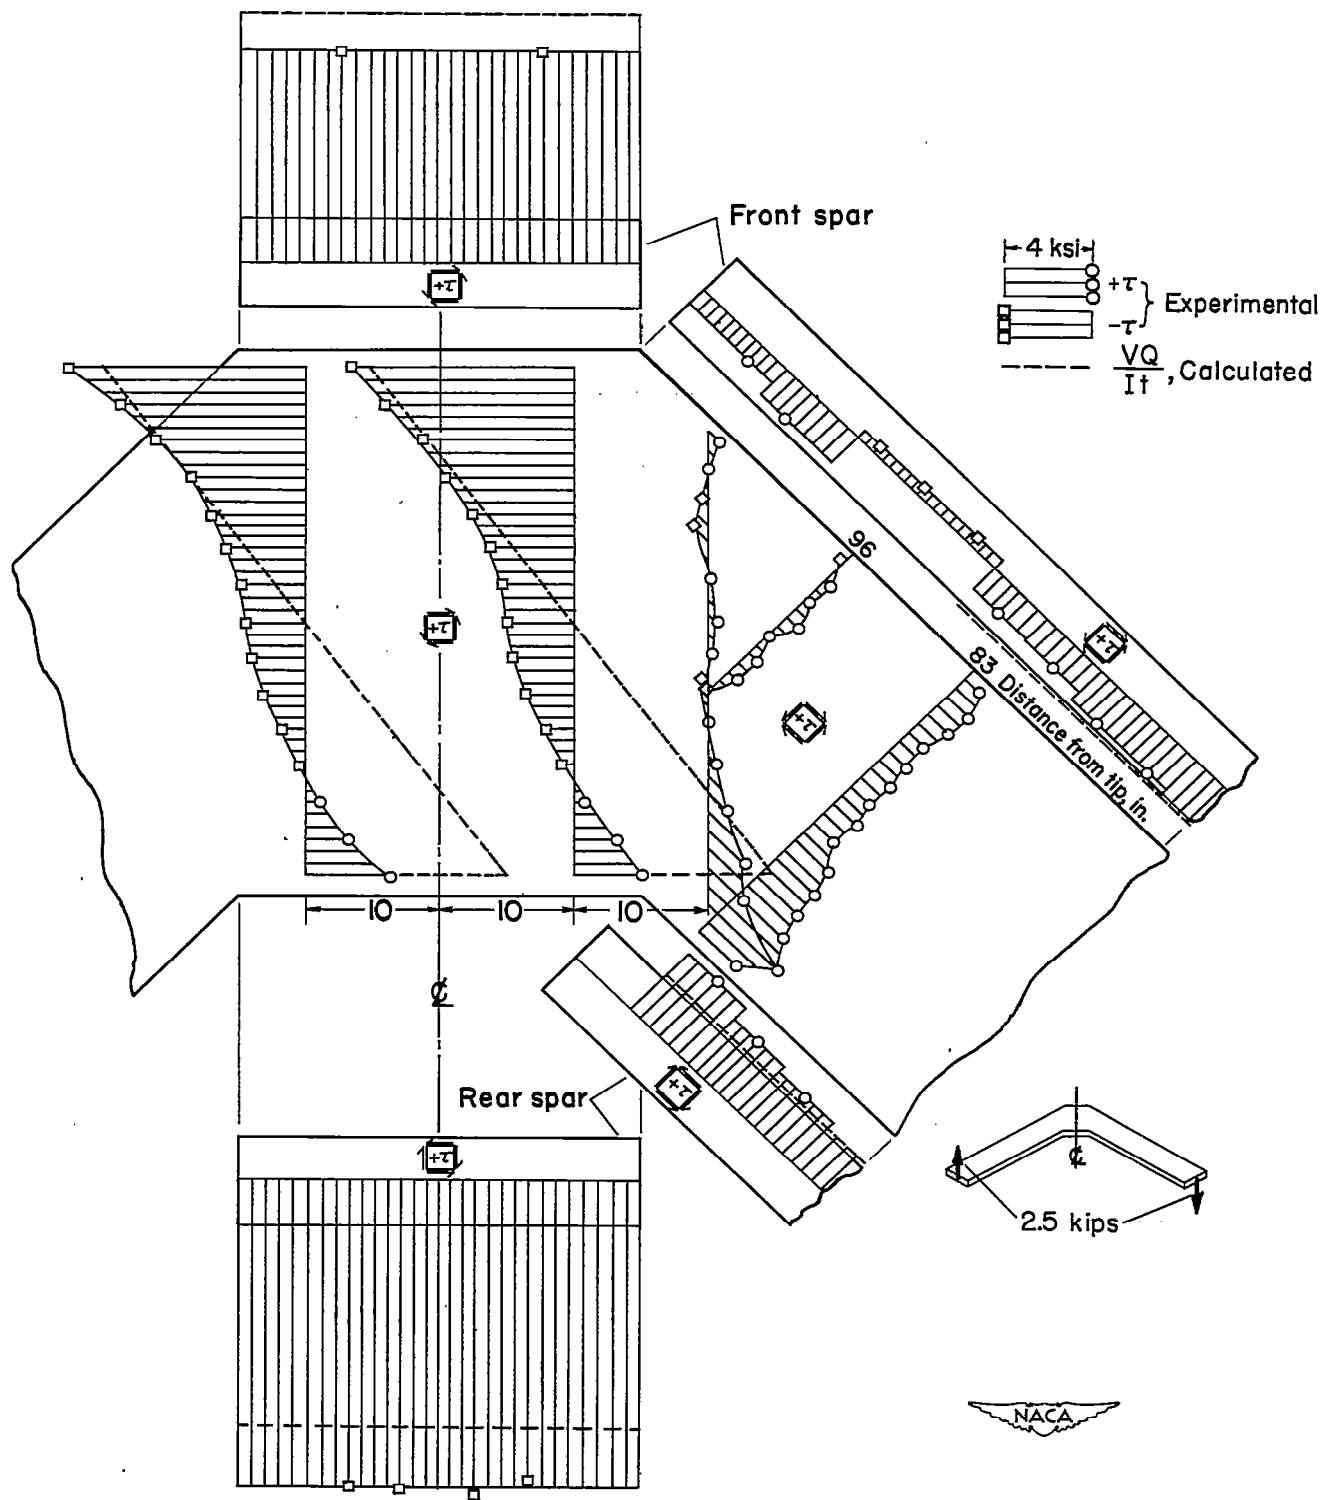 Front spar
4 ksi
+τ
-τ
Experimental
VQ
It
, Calculated
+τ
+τ
+τ
+τ
96
83 Distance from tip, in.
10
10
10
℄
Rear spar
+τ
+τ
℄
2.5 kips
NACA